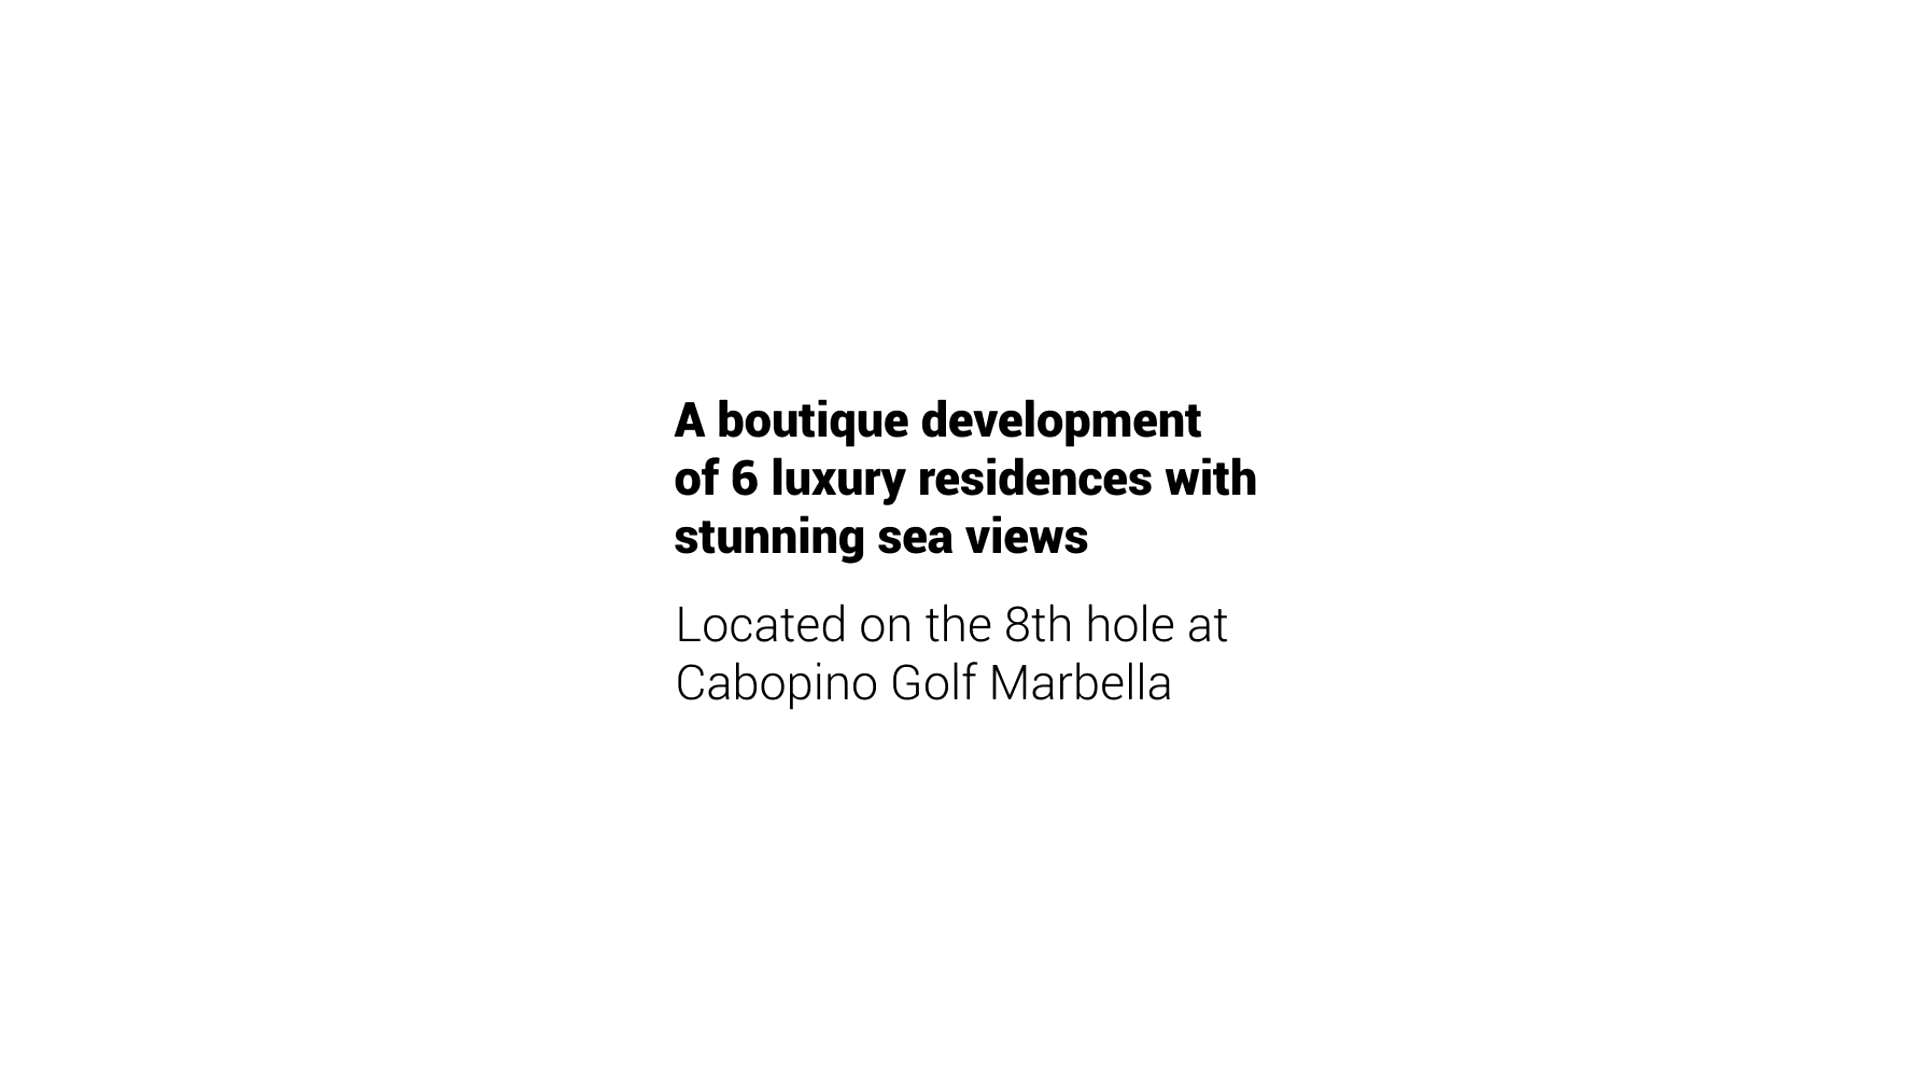 A boutique development
of 6 luxury residences with
stunning sea views
Located on the 8th hole at
Cabopino Golf Marbella